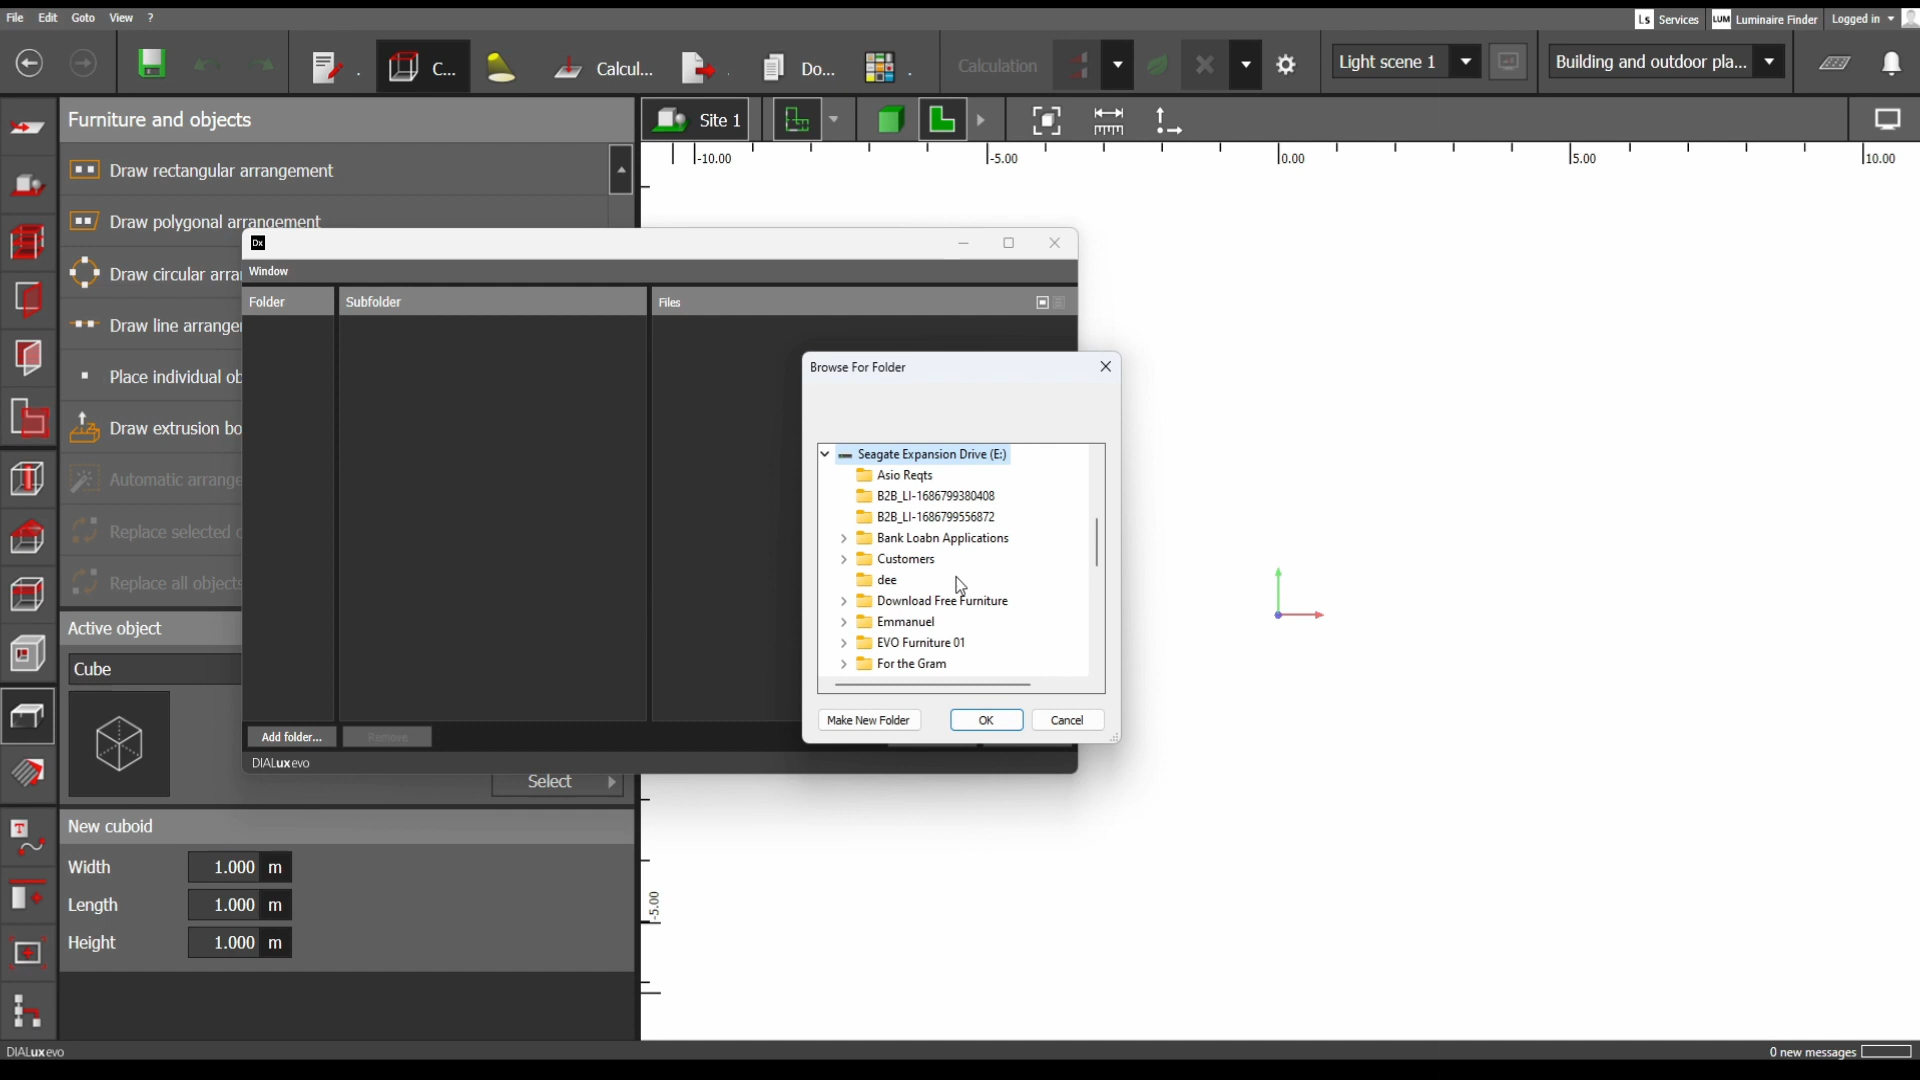 File Edit Goto View ?
Ls Services LUM Luminaire Finder Logged in
C... Calcul... Do... Calculation Light scene 1 Building and outdoor pla...
Furniture and objects
Site 1
-10.00 -5.00 0.00 5.00 10.00
Draw rectangular arrangement
Draw polygonal arrangement
Draw circular arra
Draw line arranger
Place individual ob
Draw extrusion bo
Automatic arrange
Replace selected o
Replace all objects
Active object
Cube
Select
New cuboid
Width 1.000 m
Length 1.000 m
Height 1.000 m
-5.00
Dx
Window
Folder Subfolder Files
Add folder... Remove
DIALux evo
Browse For Folder
Seagate Expansion Drive (E:)
Asio Reqts
B2B_LI-1686799380408
B2B_LI-1686799556872
Bank Loabn Applications
Customers
dee
Download Free Furniture
Emmanuel
EVO Furniture 01
For the Gram
Make New Folder OK Cancel
T
DIALux evo
0 new messages